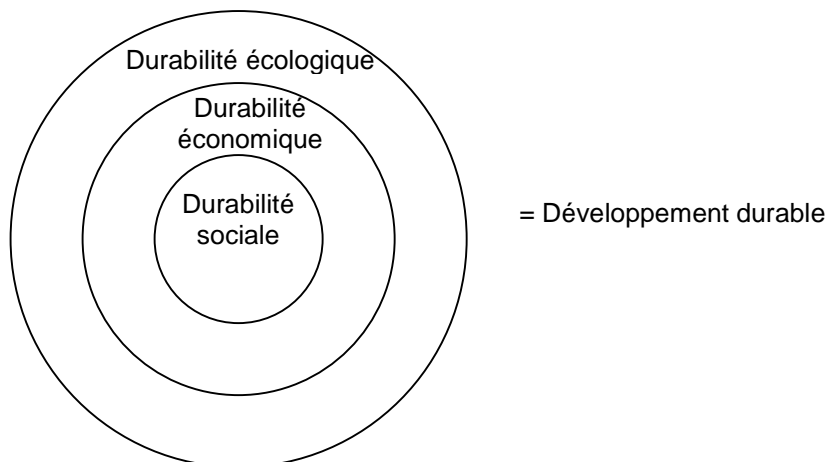 Durabilité écologique
Durabilité
économique
Durabilité
sociale
= Développement durable